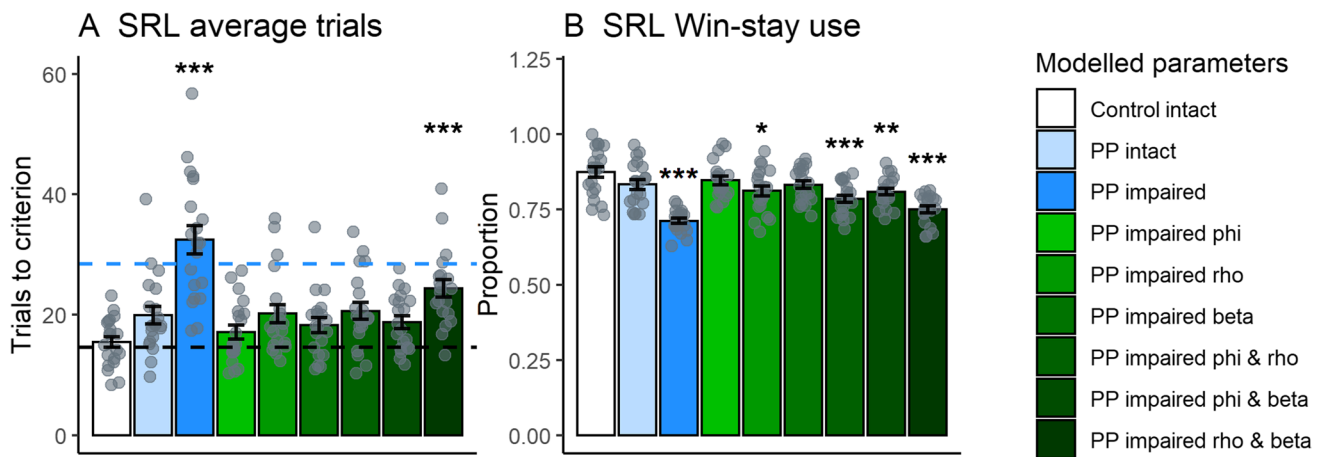 A SRL average trials
B SRL Win-stay use
Trials to criterion
60
40
20
0
***
***
Proportion
1.25
1.00
0.75
0.50
0.25
0.00
***
*
***
**
***
Modelled parameters
Control intact
PP intact
PP impaired
PP impaired phi
PP impaired rho
PP impaired beta
PP impaired phi & rho
PP impaired phi & beta
PP impaired rho & beta